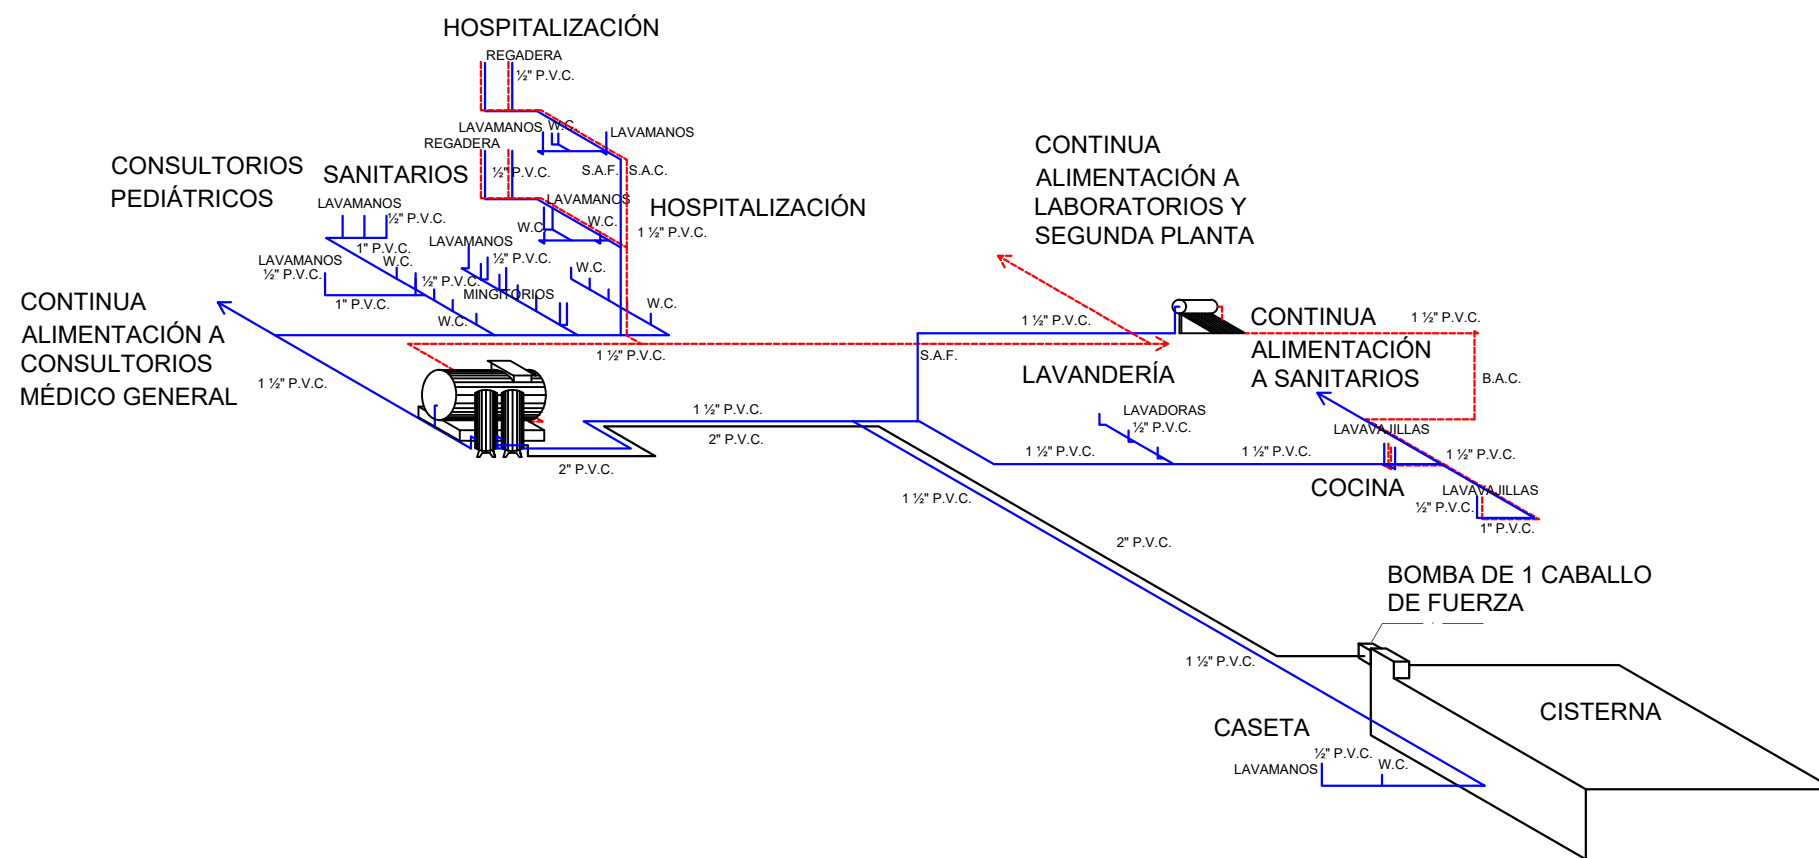 HOSPITALIZACIÓN
REGADERA
½" P.V.C.
LAVAMANOS
W.C.
LAVAMANOS
REGADERA
½" P.V.C.
S.A.F.
S.A.C.
CONSULTORIOS
PEDIÁTRICOS
SANITARIOS
LAVAMANOS
½" P.V.C.
1" P.V.C.
W.C.
LAVAMANOS
½" P.V.C.
1" P.V.C.
½" P.V.C.
W.C.
LAVAMANOS
½" P.V.C.
MINGITORIOS
LAVAMANOS
W.C.
W.C.
W.C.
W.C.
HOSPITALIZACIÓN
1 ½" P.V.C.
CONTINUA
ALIMENTACIÓN A
LABORATORIOS Y
SEGUNDA PLANTA
CONTINUA
ALIMENTACIÓN A
CONSULTORIOS
MÉDICO GENERAL
1 ½" P.V.C.
1 ½" P.V.C.
1 ½" P.V.C.
S.A.F.
CONTINUA
ALIMENTACIÓN
A SANITARIOS
1 ½" P.V.C.
B.A.C.
LAVANDERÍA
LAVADORAS
½" P.V.C.
1 ½" P.V.C.
2" P.V.C.
2" P.V.C.
1 ½" P.V.C.
1 ½" P.V.C.
LAVAVAJILLAS
1 ½" P.V.C.
COCINA
LAVAVAJILLAS
½" P.V.C.
1" P.V.C.
1 ½" P.V.C.
2" P.V.C.
BOMBA DE 1 CABALLO
DE FUERZA
1 ½" P.V.C.
CISTERNA
CASETA
½" P.V.C.
LAVAMANOS
W.C.